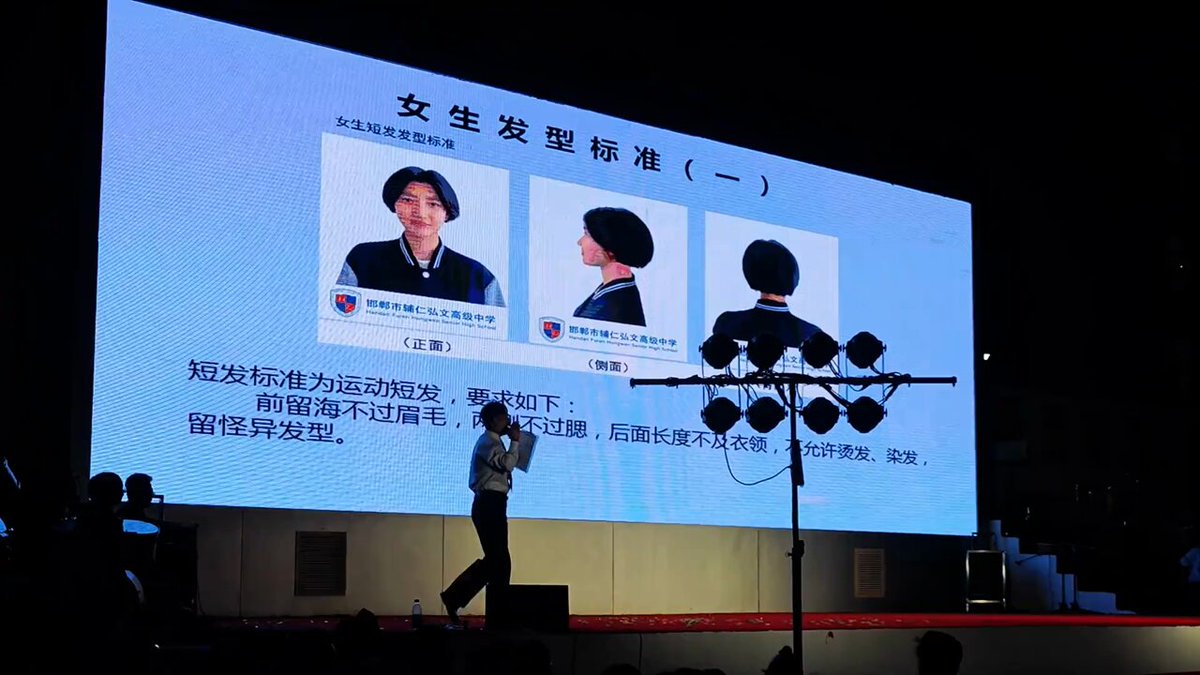 女生发型标准（一）
女生短发发型标准
邯郸市辅仁弘文高级中学
Handan Furen Hongwen Senior High School
（正面）
邯郸市辅仁弘文高级中学
Handan Furen Hongwen Senior High School
（侧面）
短发标准为运动短发，要求如下：
前留海不过眉毛，两侧不过腮，后面长度不及衣领，不允许烫发、染发，
留怪异发型。